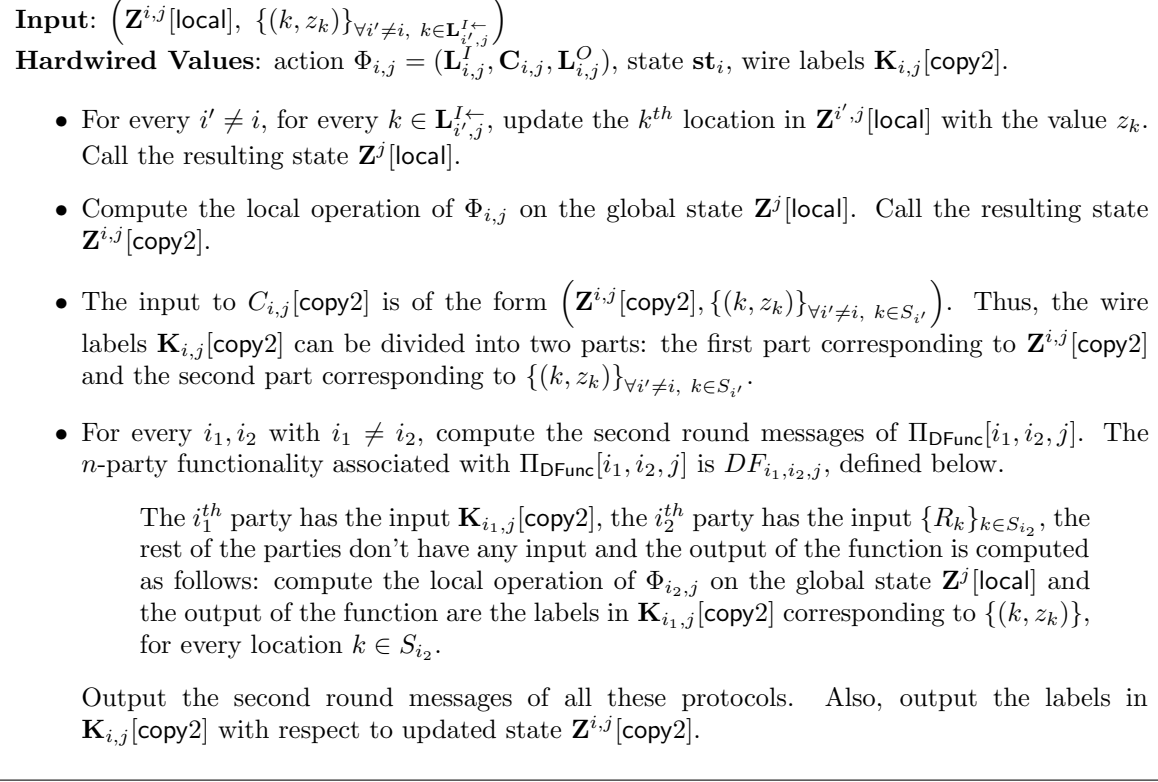 Input: (Z^{i,j}[local], {(k, z_k)}_{∀i'≠i, k∈L^{I←}_{i',j}})
Hardwired Values: action Φ_{i,j} = (L^I_{i,j}, C_{i,j}, L^O_{i,j}), state st_i, wire labels K_{i,j}[copy2].
• For every i' ≠ i, for every k ∈ L^{I←}_{i',j}, update the k^{th} location in Z^{i',j}[local] with the value z_k.
Call the resulting state Z^j[local].
• Compute the local operation of Φ_{i,j} on the global state Z^j[local]. Call the resulting state
Z^{i,j}[copy2].
• The input to C_{i,j}[copy2] is of the form (Z^{i,j}[copy2], {(k, z_k)}_{∀i'≠i, k∈S_{i'}}). Thus, the wire
labels K_{i,j}[copy2] can be divided into two parts: the first part corresponding to Z^{i,j}[copy2]
and the second part corresponding to {(k, z_k)}_{∀i'≠i, k∈S_{i'}}.
• For every i_1, i_2 with i_1 ≠ i_2, compute the second round messages of Π_{DFunc}[i_1, i_2, j]. The
n-party functionality associated with Π_{DFunc}[i_1, i_2, j] is DF_{i_1,i_2,j}, defined below.
The i_1^{th} party has the input K_{i_1,j}[copy2], the i_2^{th} party has the input {R_k}_{k∈S_{i_2}}, the
rest of the parties don't have any input and the output of the function is computed
as follows: compute the local operation of Φ_{i_2,j} on the global state Z^j[local] and
the output of the function are the labels in K_{i_1,j}[copy2] corresponding to {(k, z_k)},
for every location k ∈ S_{i_2}.
Output the second round messages of all these protocols. Also, output the labels in
K_{i,j}[copy2] with respect to updated state Z^{i,j}[copy2].